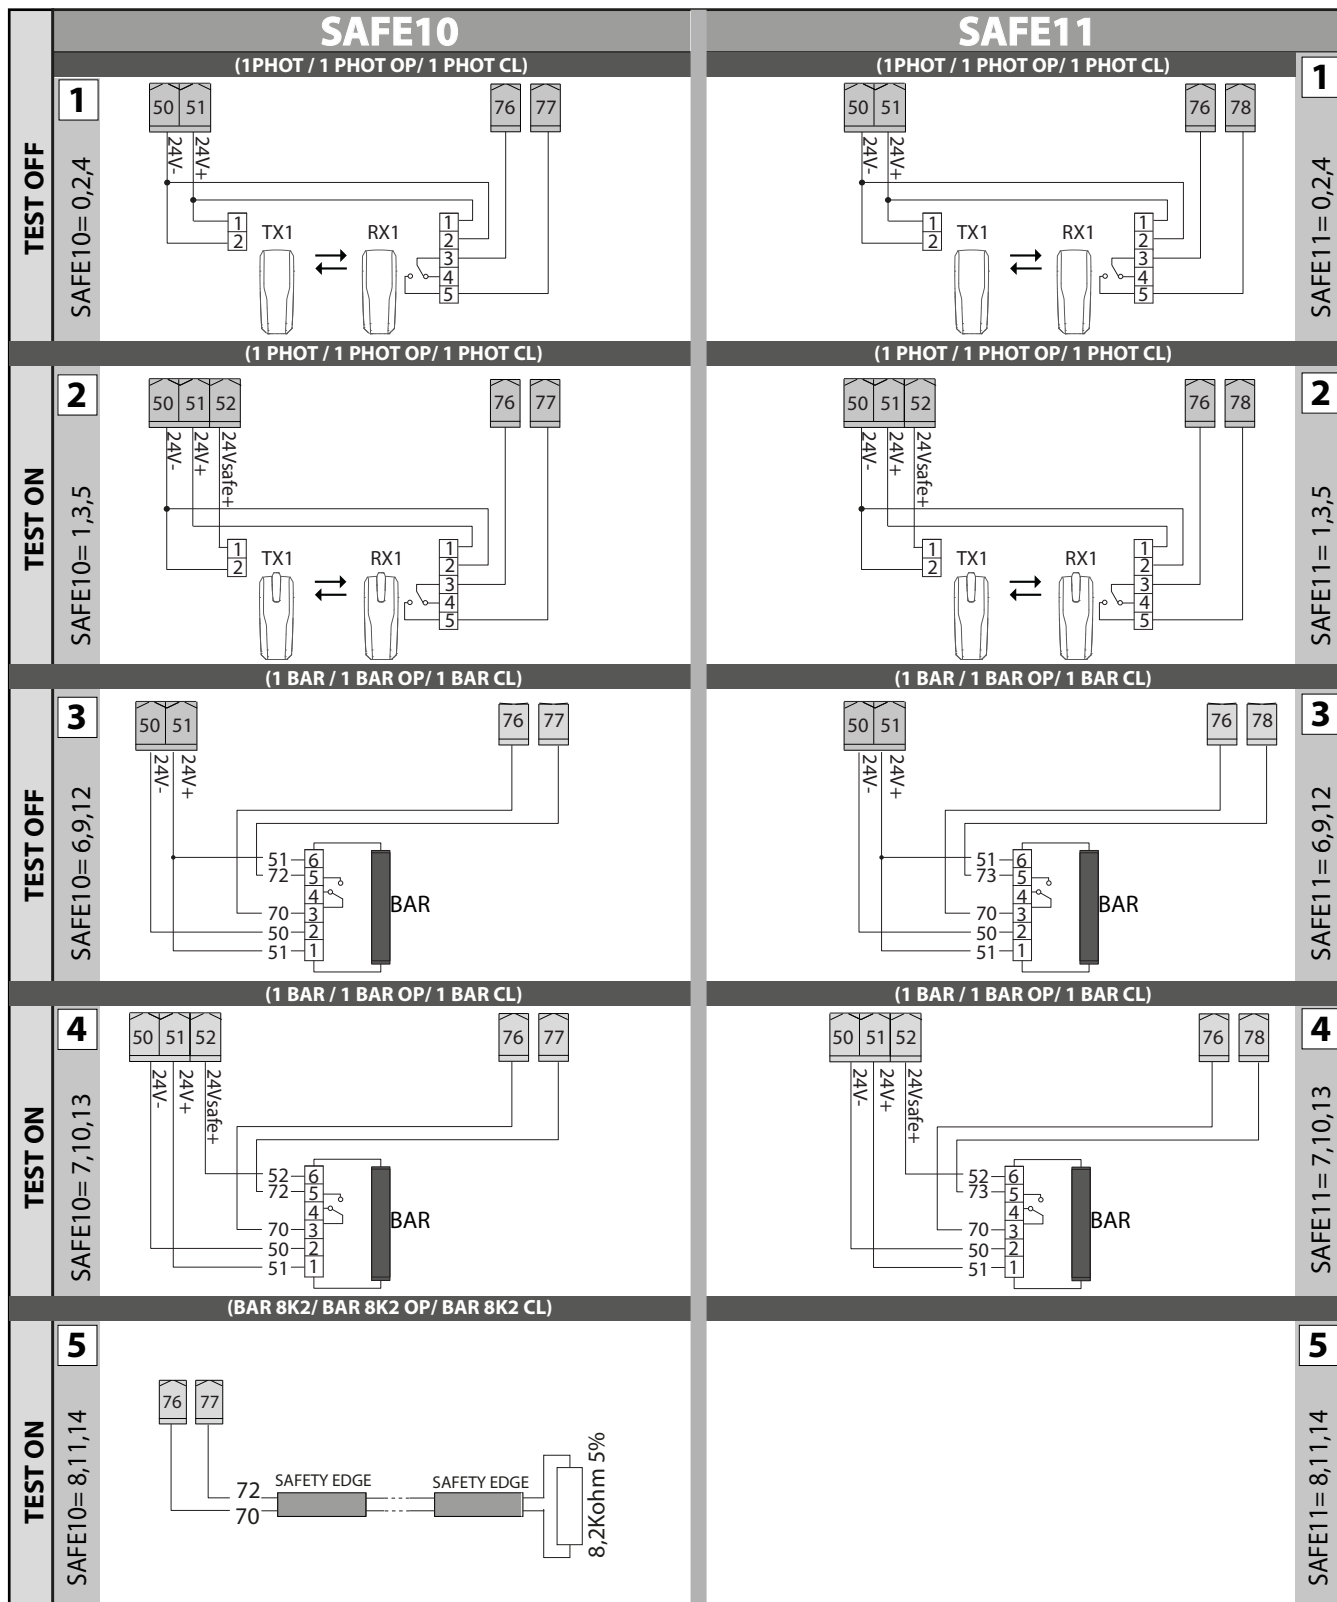 SAFE10
(1PHOT / 1 PHOT OP/ 1 PHOT CL)
TEST OFF
1
SAFE10= 0,2,4
50 51
76 77
24V-
24V+
1
2
TX1
RX1
1
2
3
4
5
(1 PHOT / 1 PHOT OP/ 1 PHOT CL)
TEST ON
2
SAFE10= 1,3,5
50 51 52
76 77
24V-
24V+
24Vsafe+
1
2
TX1
RX1
1
2
3
4
5
(1 BAR / 1 BAR OP/ 1 BAR CL)
TEST OFF
3
SAFE10= 6,9,12
50 51
76 77
24V-
24V+
51 6
72 5
4
70 3
50 2
51 1
BAR
(1 BAR / 1 BAR OP/ 1 BAR CL)
TEST ON
4
SAFE10= 7,10,13
50 51 52
76 77
24V-
24V+
24Vsafe+
52 6
72 5
4
70 3
50 2
51 1
BAR
(BAR 8K2/ BAR 8K2 OP/ BAR 8K2 CL)
TEST ON
5
SAFE10= 8,11,14
76 77
72
70
SAFETY EDGE
SAFETY EDGE
8,2Kohm 5%
SAFE11
(1PHOT / 1 PHOT OP/ 1 PHOT CL)
1
SAFE11= 0,2,4
50 51
76 78
24V-
24V+
1
2
TX1
RX1
1
2
3
4
5
(1 PHOT / 1 PHOT OP/ 1 PHOT CL)
2
SAFE11= 1,3,5
50 51 52
76 78
24V-
24V+
24Vsafe+
1
2
TX1
RX1
1
2
3
4
5
(1 BAR / 1 BAR OP/ 1 BAR CL)
3
SAFE11= 6,9,12
50 51
76 78
24V-
24V+
51 6
73 5
4
70 3
50 2
51 1
BAR
(1 BAR / 1 BAR OP/ 1 BAR CL)
4
SAFE11= 7,10,13
50 51 52
76 78
24V-
24V+
24Vsafe+
52 6
73 5
4
70 3
50 2
51 1
BAR
5
SAFE11= 8,11,14